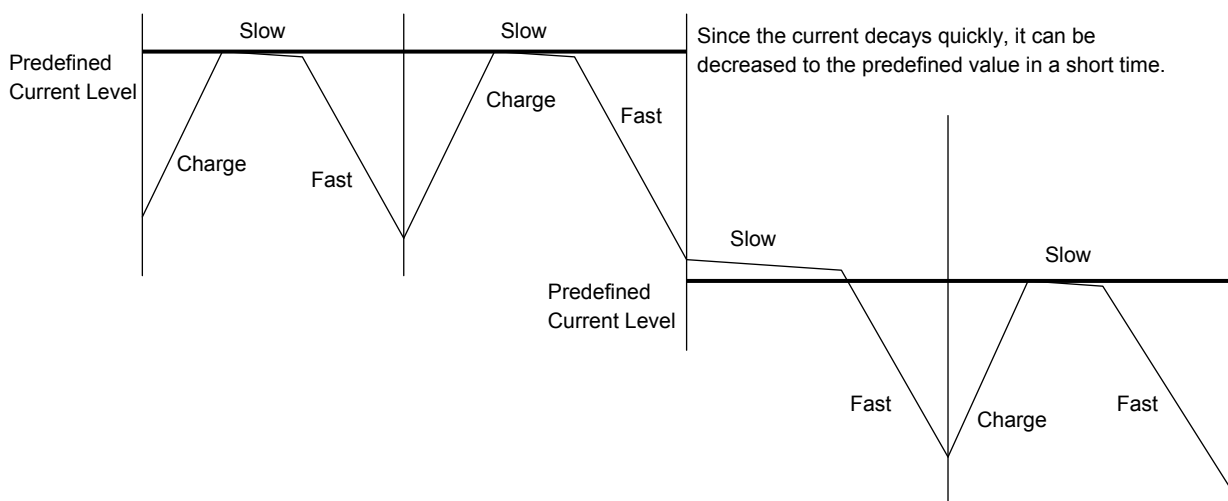 Slow
Slow
Since the current decays quickly, it can be
decreased to the predefined value in a short time.
Predefined
Current Level
Charge
Fast
Charge
Fast
Slow
Slow
Predefined
Current Level
Fast
Charge
Fast